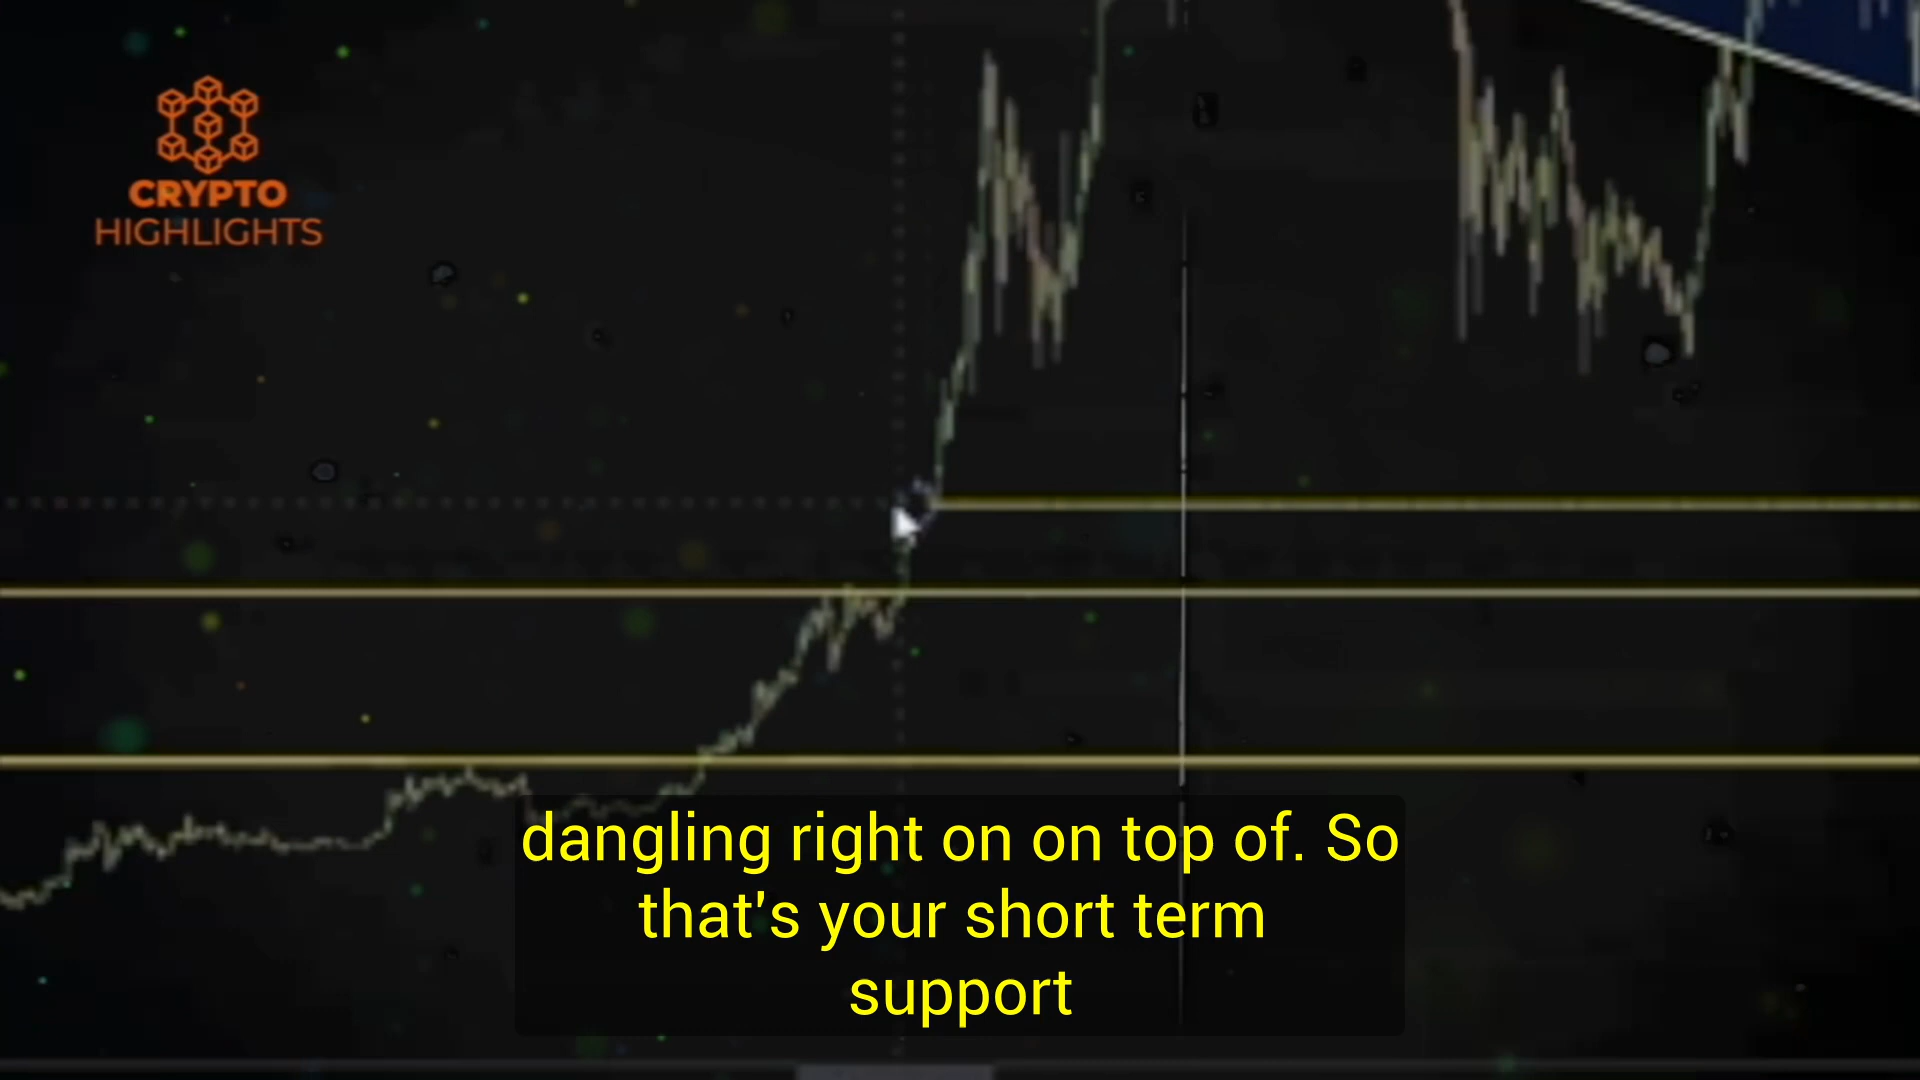 CRYPTO
HIGHLIGHTS
dangling right on on top of. So
that's your short term
support